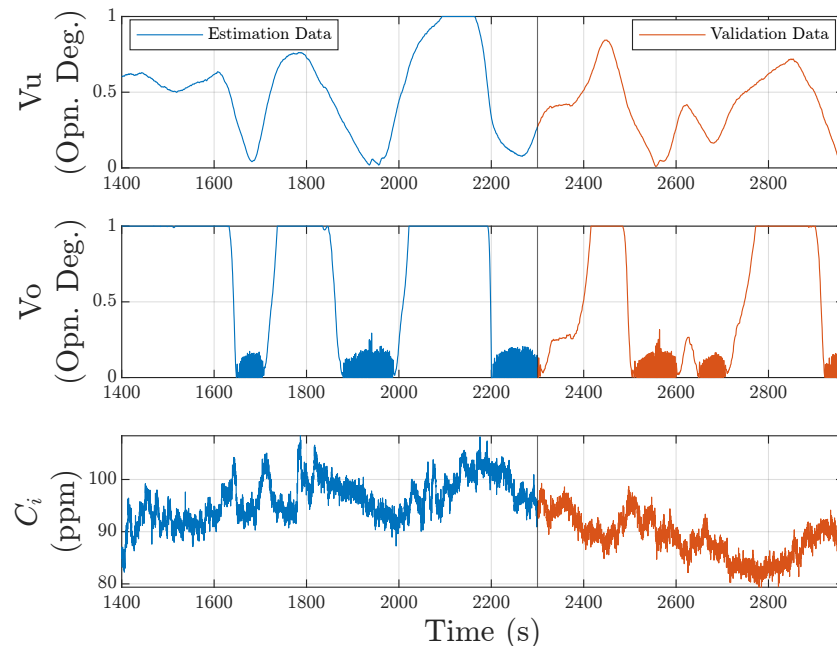 Estimation Data
Validation Data
Vu
(Opn. Deg.)
1
0.5
0
1400 1600 1800 2000 2200 2400 2600 2800
Vo
(Opn. Deg.)
1
0.5
0
1400 1600 1800 2000 2200 2400 2600 2800
C_i
(ppm)
100
90
80
1400 1600 1800 2000 2200 2400 2600 2800
Time (s)